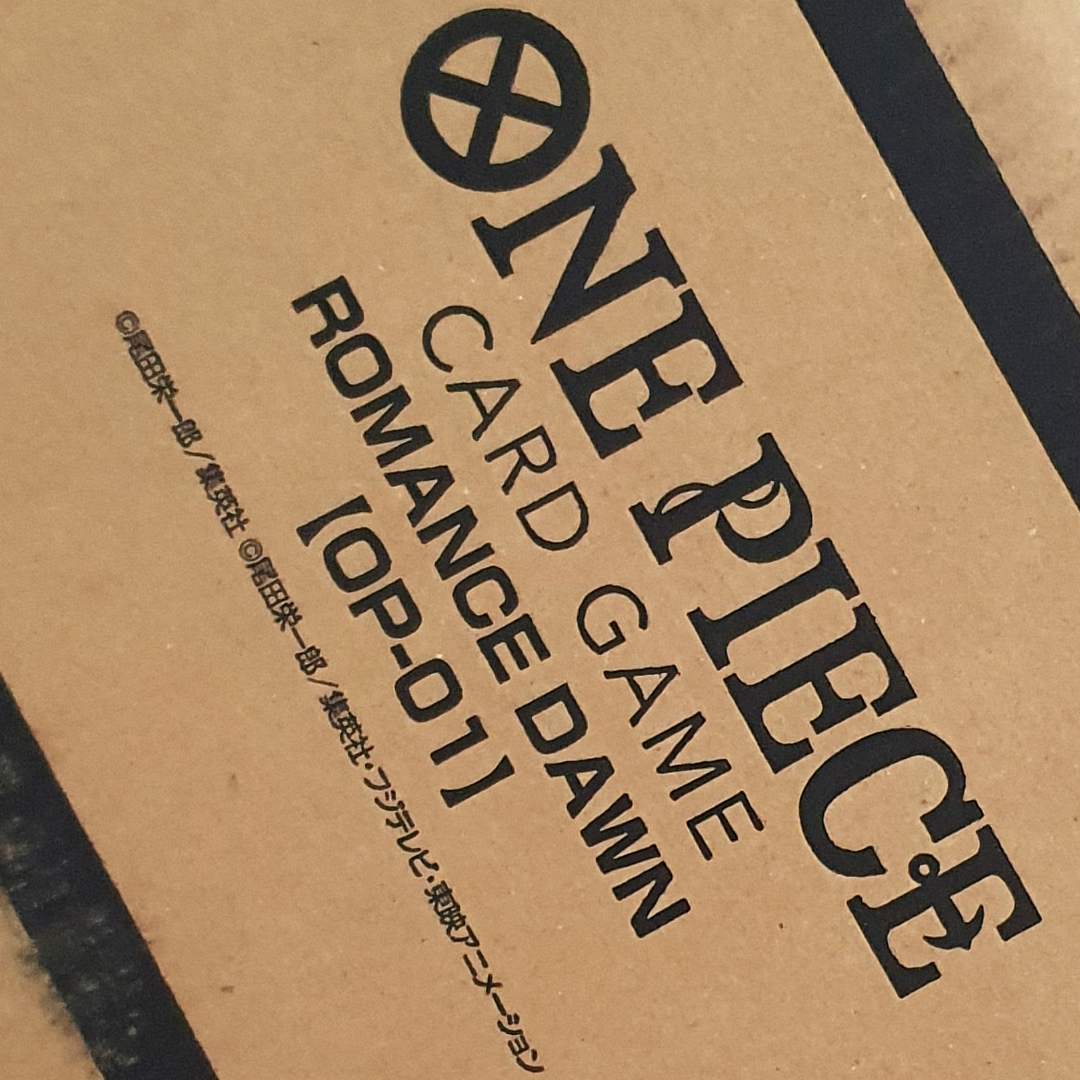 ONE PIECE
CARD GAME
ROMANCE DAWN
【OP-01】
©尾田栄一郎/集英社 ©尾田栄一郎/集英社・フジテレビ・東映アニメーション